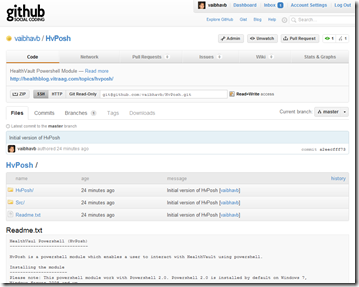 github
SOCIAL CODING
vaibhavb Dashboard Inbox 1 Account Settings Log Out
Explore GitHub Gist Blog Help Search...
vaibhavb / HvPosh
Admin Unwatch Pull Request 1 1
Code Network Pull Requests 0 Issues 0 Wiki 1 Stats & Graphs
HealthVault Powershell Module — Read more
http://healthblog.vitraag.com/topics/hvposh/
ZIP SSH HTTP Git Read-Only git@github.com:vaibhavb/HvPosh.git Read+Write access
Files Commits Branches 1 Tags Downloads Current branch: master
Latest commit to the master branch
Initial version of HvPosh
vaibhavb authored 24 minutes ago commit
HvPosh /
name age message history
HvPosh/ 24 minutes ago Initial version of HvPosh [vaibhavb]
Src/ 24 minutes ago Initial version of HvPosh [vaibhavb]
Readme.txt 24 minutes ago Initial version of HvPosh [vaibhavb]
Readme.txt
HealthVaul Powershell (HvPosh)
HvPosh is a powershell module which enables a user to interact with HealthVault using powershell.
Installing the module
Please note: This powershell module work with Powershell 2.0. Powershell 2.0 is installed by default on Windows 7,